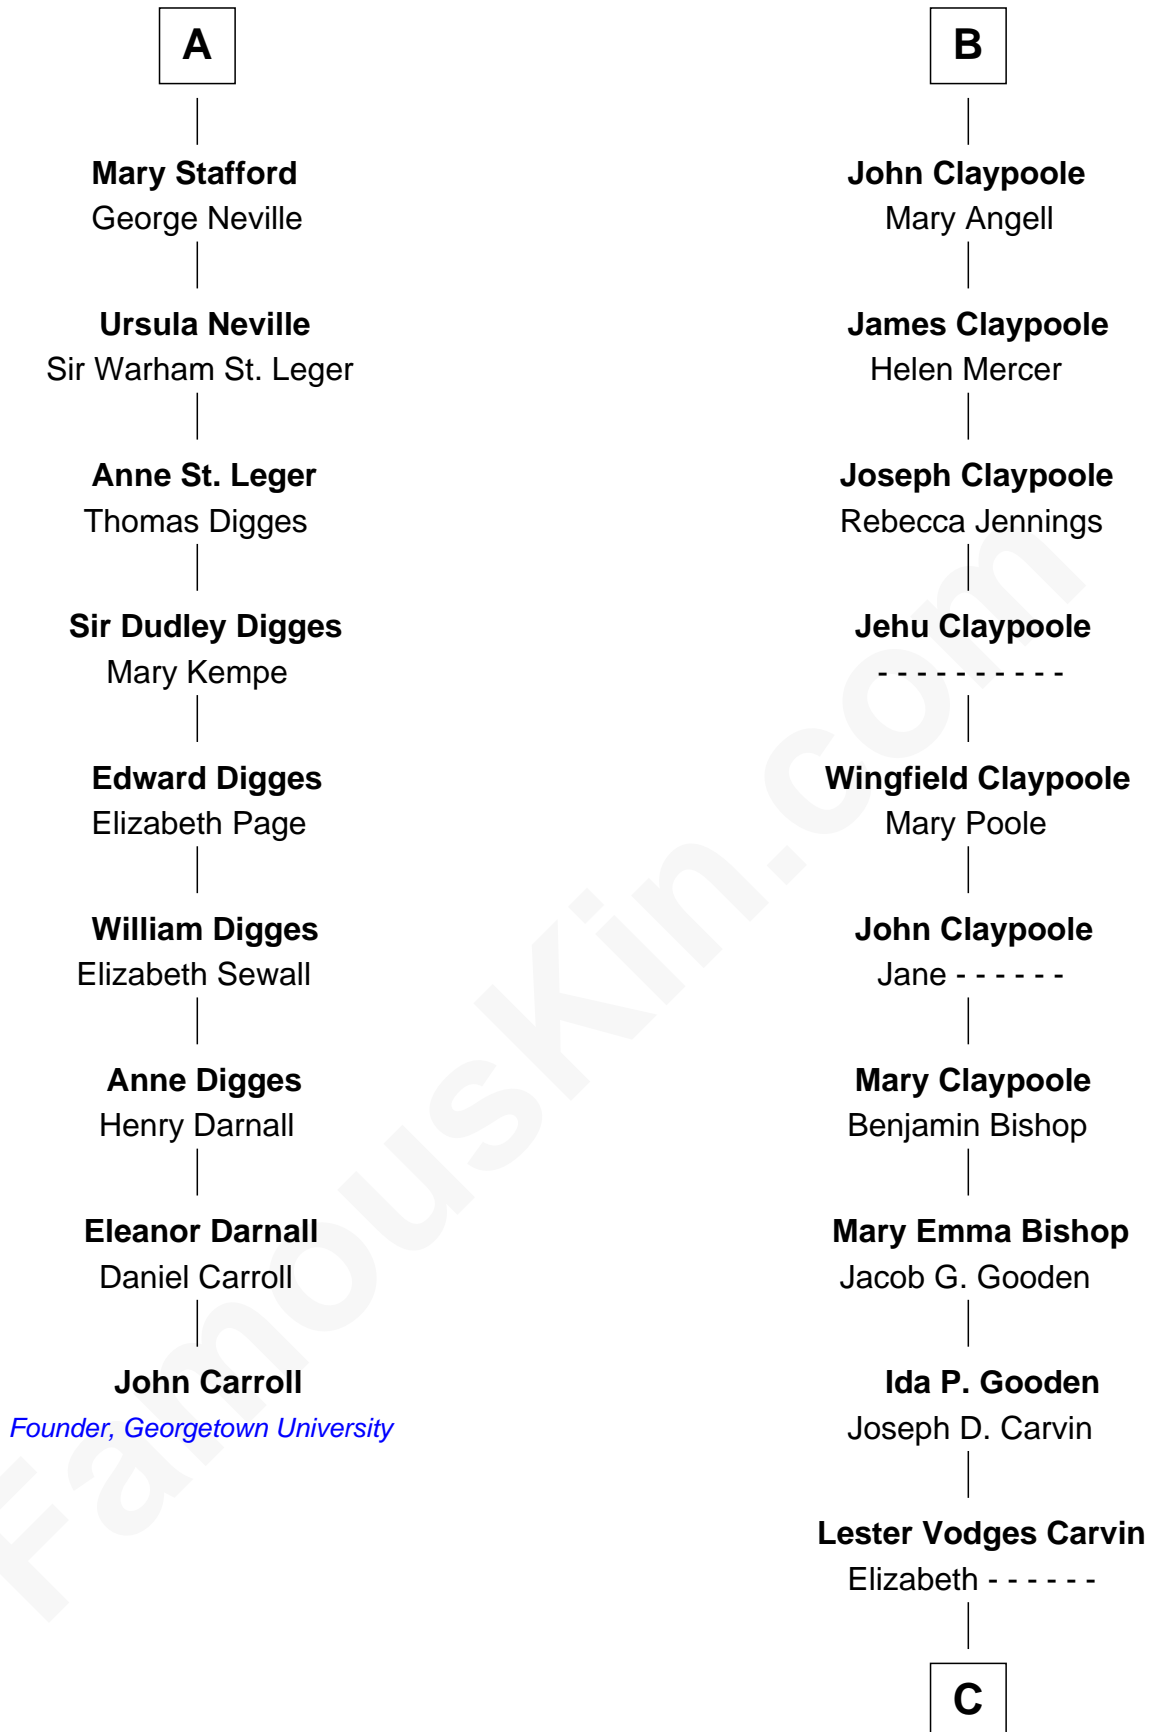 A
Mary Stafford
George Neville
Ursula Neville
Sir Warham St. Leger
Anne St. Leger
Thomas Digges
Sir Dudley Digges
Mary Kempe
Edward Digges
Elizabeth Page
William Digges
Elizabeth Sewall
Anne Digges
Henry Darnall
Eleanor Darnall
Daniel Carroll
John Carroll
Founder, Georgetown University
B
John Claypoole
Mary Angell
James Claypoole
Helen Mercer
Joseph Claypoole
Rebecca Jennings
Jehu Claypoole
- - - - - - - - - -
Wingfield Claypoole
Mary Poole
John Claypoole
Jane - - - - - -
Mary Claypoole
Benjamin Bishop
Mary Emma Bishop
Jacob G. Gooden
Ida P. Gooden
Joseph D. Carvin
Lester Vodges Carvin
Elizabeth - - - - - -
C
FamousKin.com